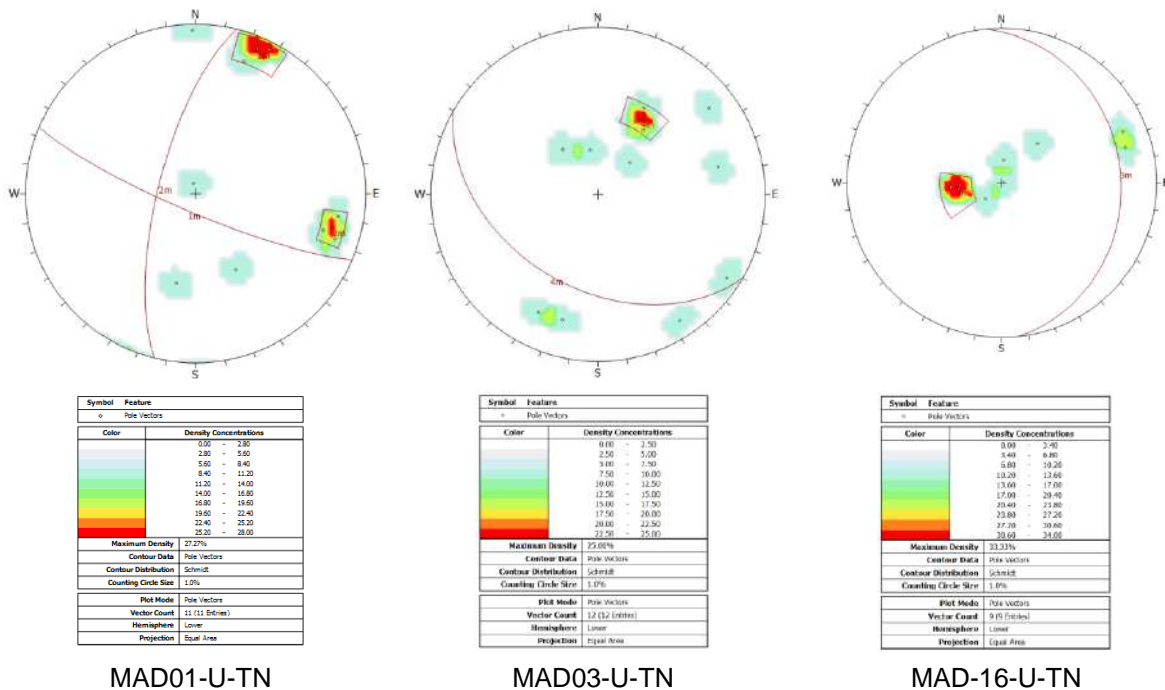 N
N
N
W
E
S
2m
1m
W
E
S
4m
W
E
S
3m
Symbol Feature
◇ Pole Vectors
Color Density Concentrations
0.00 - 2.80
2.80 - 5.60
5.60 - 8.40
8.40 - 11.20
11.20 - 14.00
14.00 - 16.80
16.80 - 19.60
19.60 - 22.40
22.40 - 25.20
25.20 - 28.00
Maximum Density 27.27%
Contour Data Pole Vectors
Contour Distribution Schmidt
Counting Circle Size 1.0%
Plot Mode Pole Vectors
Vector Count 11 (11 Entries)
Hemisphere Lower
Projection Equal Area
MAD01-U-TN
Symbol Feature
◇ Pole Vectors
Color Density Concentrations
0.00 - 2.50
2.50 - 5.00
5.00 - 7.50
7.50 - 10.00
10.00 - 12.50
12.50 - 15.00
15.00 - 17.50
17.50 - 20.00
20.00 - 22.50
22.50 - 25.00
Maximum Density 25.00%
Contour Data Pole Vectors
Contour Distribution Schmidt
Counting Circle Size 1.0%
Plot Mode Pole Vectors
Vector Count 12 (12 Entries)
Hemisphere Lower
Projection Equal Area
MAD03-U-TN
Symbol Feature
◇ Pole Vectors
Color Density Concentrations
0.00 - 3.40
3.40 - 6.80
6.80 - 10.20
10.20 - 13.60
13.60 - 17.00
17.00 - 20.40
20.40 - 23.80
23.80 - 27.20
27.20 - 30.60
30.60 - 34.00
Maximum Density 33.33%
Contour Data Pole Vectors
Contour Distribution Schmidt
Counting Circle Size 1.0%
Plot Mode Pole Vectors
Vector Count 9 (9 Entries)
Hemisphere Lower
Projection Equal Area
MAD-16-U-TN